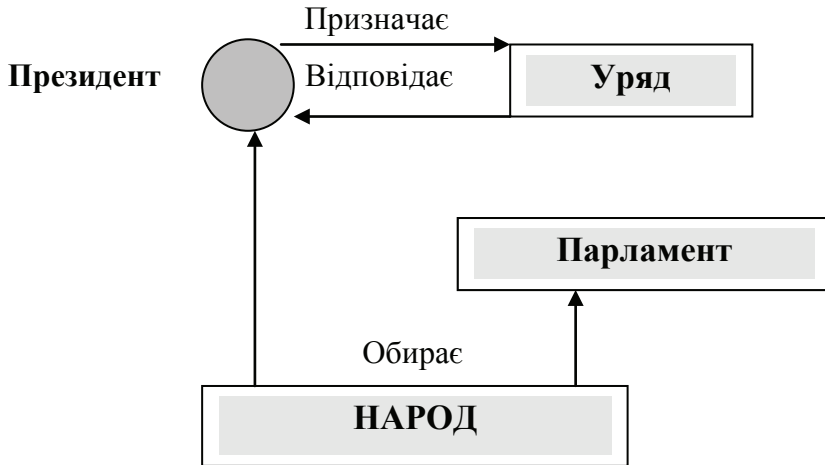 Призначає
Президент
Відповідає
Уряд
Парламент
Обирає
НАРОД